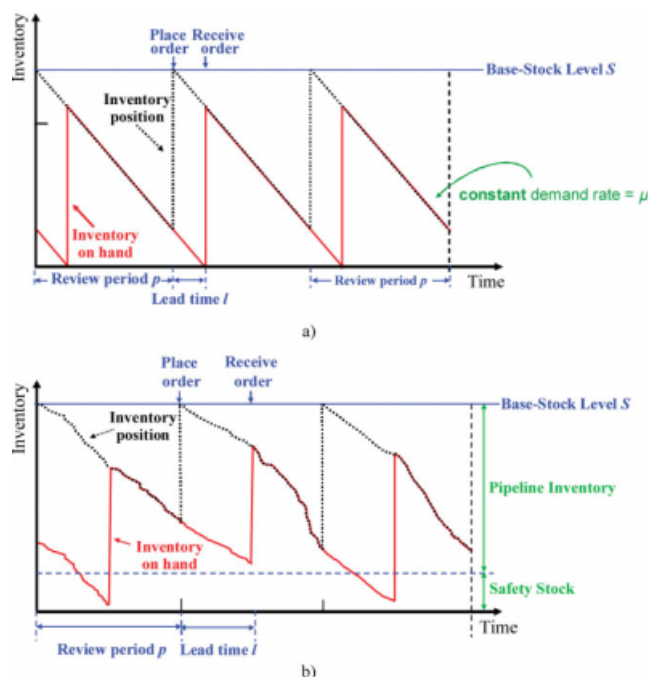 Inventory
Place
order
Receive
order
Base-Stock Level S
Inventory
position
constant demand rate = μ
Inventory
on hand
Review period p
Lead time l
Review period p
Time
a)
Inventory
Place
order
Receive
order
Base-Stock Level S
Inventory
position
Pipeline Inventory
Inventory
on hand
Safety Stock
Time
Review period p
Lead time l
b)